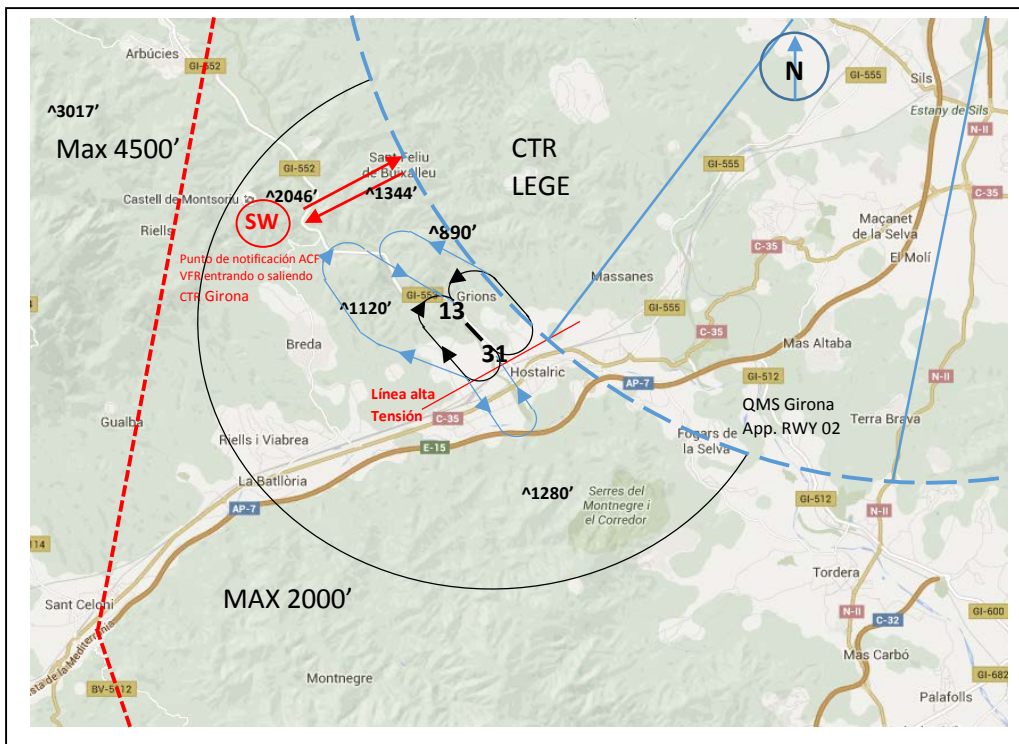 Arbúcies
GI-552
N
GI-555
Sils
Estany de Sils
N-II
^3017’
Max 4500’
CTR
LEGE
GI-552
Sant Feliu
de Buixalleu
GI-555
C-35
^2046’
^1344’
Castell de Montsoriu
SW
Riells
^890’
Maçanet
de la Selva
C-35
El Molí
Punto de notificación ACF
VFR entrando o saliendo
CTR Girona
Massanes
GI-553
Grions
GI-555
^1120’
13
C-35
Breda
31
Mas Altaba
Hostalric
AP-7
GI-512
N-II
Línea alta
Tensión
C-35
QMS Girona
App. RWY 02
Terra Brava
Gualba
Riells i Viabrea
E-15
Fogars de
la Selva
La Batllòria
^1280’
Serres del
Montnegre i
el Corredor
GI-512
AP-7
N-II
114
Tordera
MAX 2000’
Sant Celoni
N-II
GI-600
C-32
sta de la Mediterrània
Mas Carbó
Montnegre
GI-682
BV-5112
Palafolls